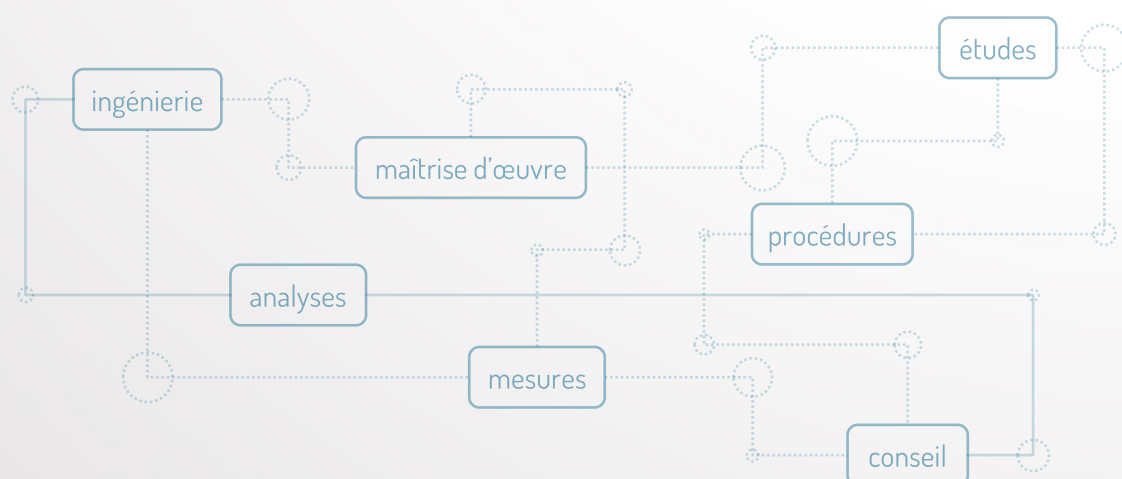 études
ingénierie
maîtrise d'œuvre
procédures
analyses
mesures
conseil